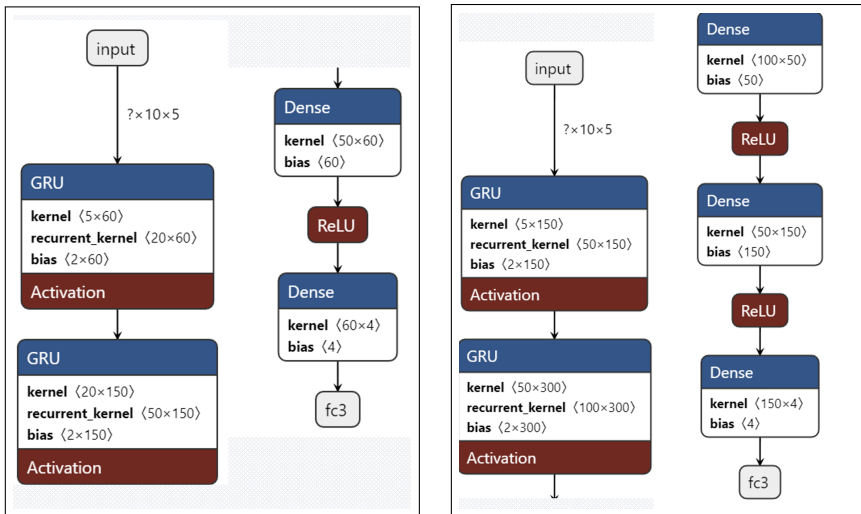 input
?×10×5
GRU
kernel ⟨5×60⟩
recurrent_kernel ⟨20×60⟩
bias ⟨2×60⟩
Activation
GRU
kernel ⟨20×150⟩
recurrent_kernel ⟨50×150⟩
bias ⟨2×150⟩
Activation
Dense
kernel ⟨50×60⟩
bias ⟨60⟩
ReLU
Dense
kernel ⟨60×4⟩
bias ⟨4⟩
fc3
input
?×10×5
GRU
kernel ⟨5×150⟩
recurrent_kernel ⟨50×150⟩
bias ⟨2×150⟩
Activation
GRU
kernel ⟨50×300⟩
recurrent_kernel ⟨100×300⟩
bias ⟨2×300⟩
Activation
Dense
kernel ⟨100×50⟩
bias ⟨50⟩
ReLU
Dense
kernel ⟨50×150⟩
bias ⟨150⟩
ReLU
Dense
kernel ⟨150×4⟩
bias ⟨4⟩
fc3